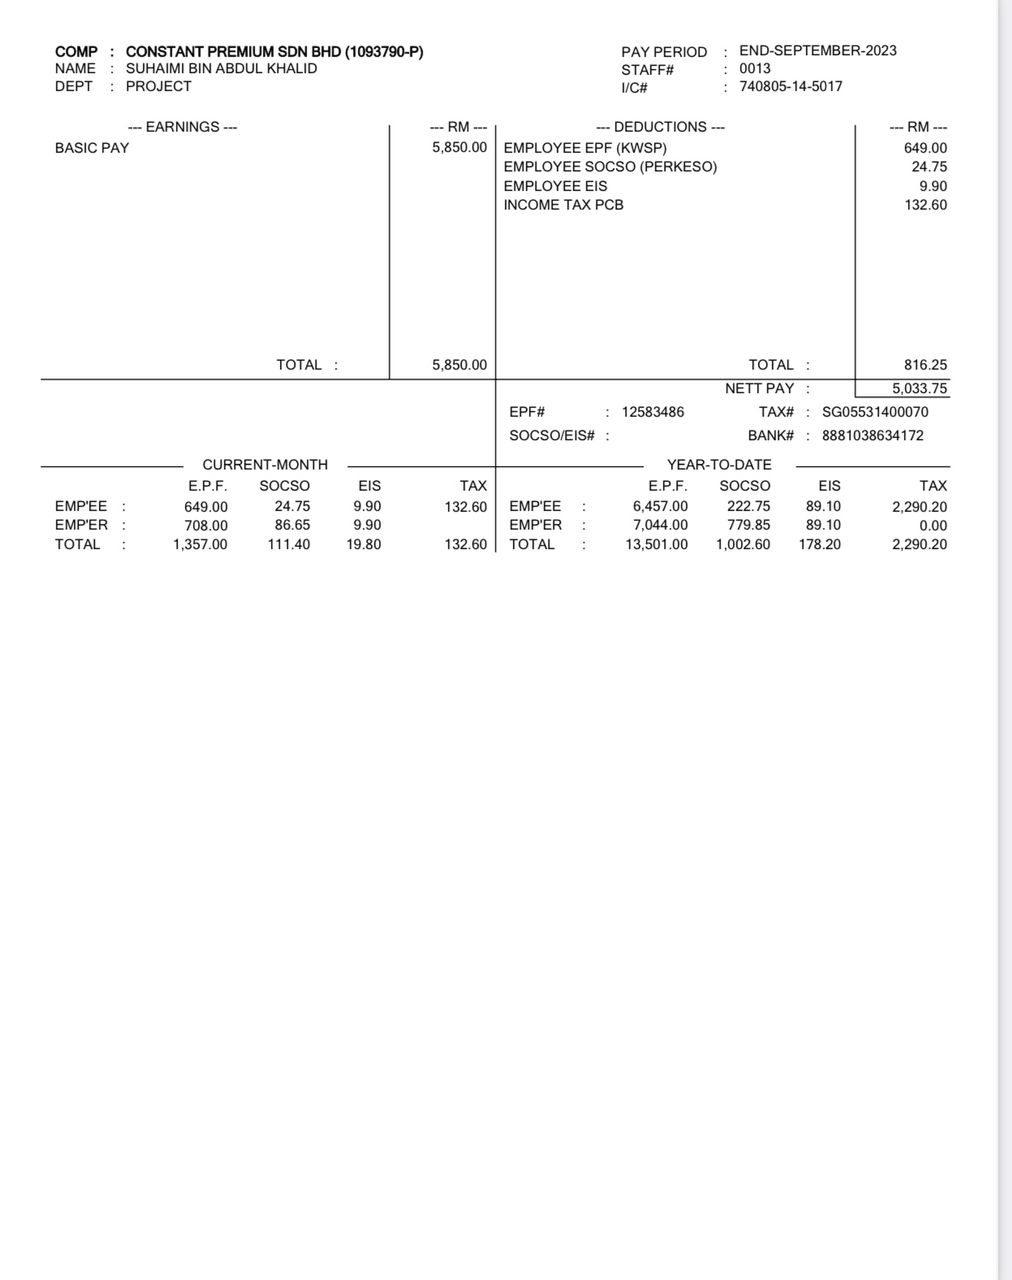 COMP : CONSTANT PREMIUM SDN BHD (1093790-P)
NAME : SUHAIMI BIN ABDUL KHALID
DEPT : PROJECT
PAY PERIOD : END-SEPTEMBER-2023
STAFF# : 0013
I/C# : 740805-14-5017
--- EARNINGS --- --- RM --- --- DEDUCTIONS --- --- RM ---
BASIC PAY 5,850.00 EMPLOYEE EPF (KWSP) 649.00
EMPLOYEE SOCSO (PERKESO) 24.75
EMPLOYEE EIS 9.90
INCOME TAX PCB 132.60
TOTAL : 5,850.00 TOTAL : 816.25
NETT PAY : 5,033.75
EPF# : 12583486 TAX# : SG05531400070
SOCSO/EIS# : BANK# : 8881038634172
CURRENT-MONTH YEAR-TO-DATE
E.P.F. SOCSO EIS TAX E.P.F. SOCSO EIS TAX
EMP'EE : 649.00 24.75 9.90 132.60 EMP'EE : 6,457.00 222.75 89.10 2,290.20
EMP'ER : 708.00 86.65 9.90 EMP'ER : 7,044.00 779.85 89.10 0.00
TOTAL : 1,357.00 111.40 19.80 132.60 TOTAL : 13,501.00 1,002.60 178.20 2,290.20